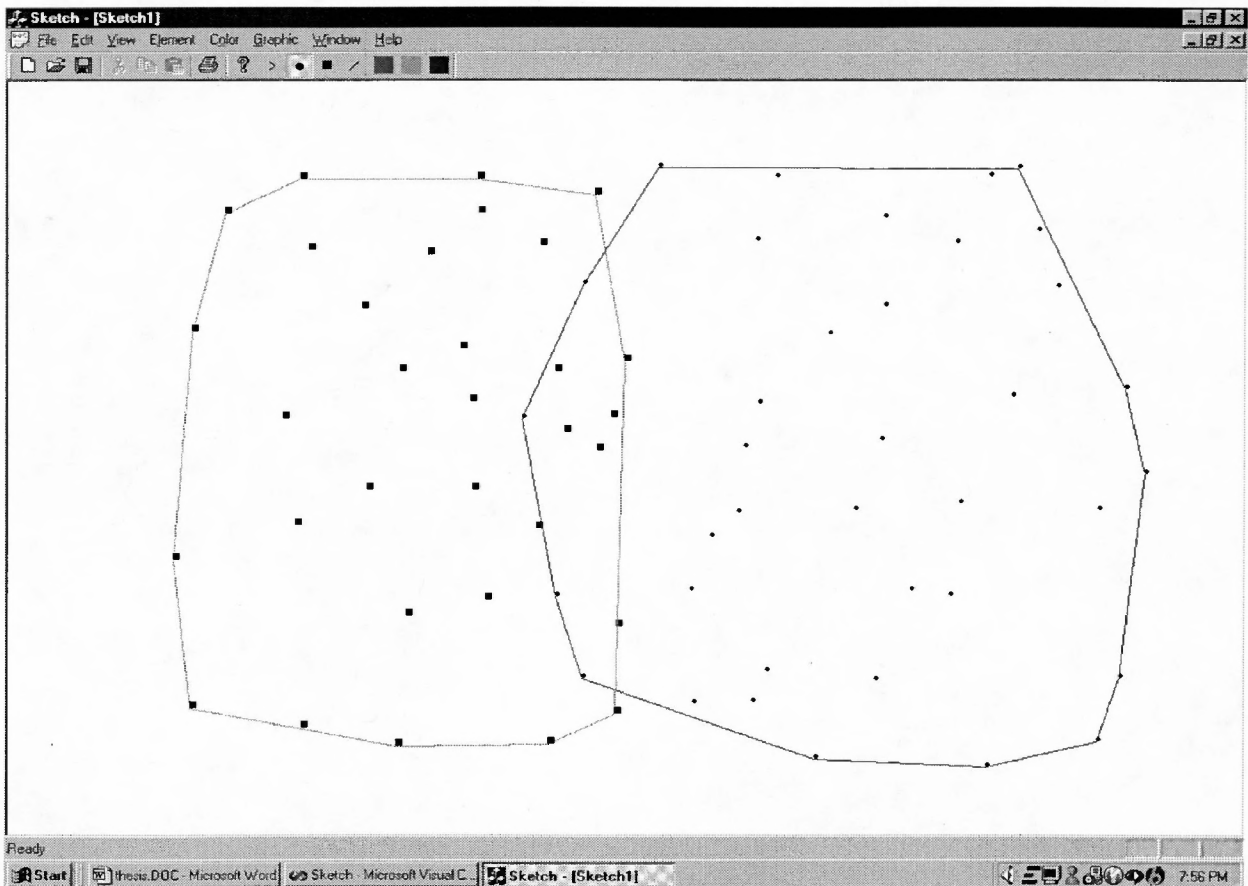 Sketch - [Sketch1]
File Edit View Element Color Graphic Window Help
Ready
Start thesis.DOC - Microsoft Word Sketch - Microsoft Visual C... Sketch - [Sketch1] 7:56 PM